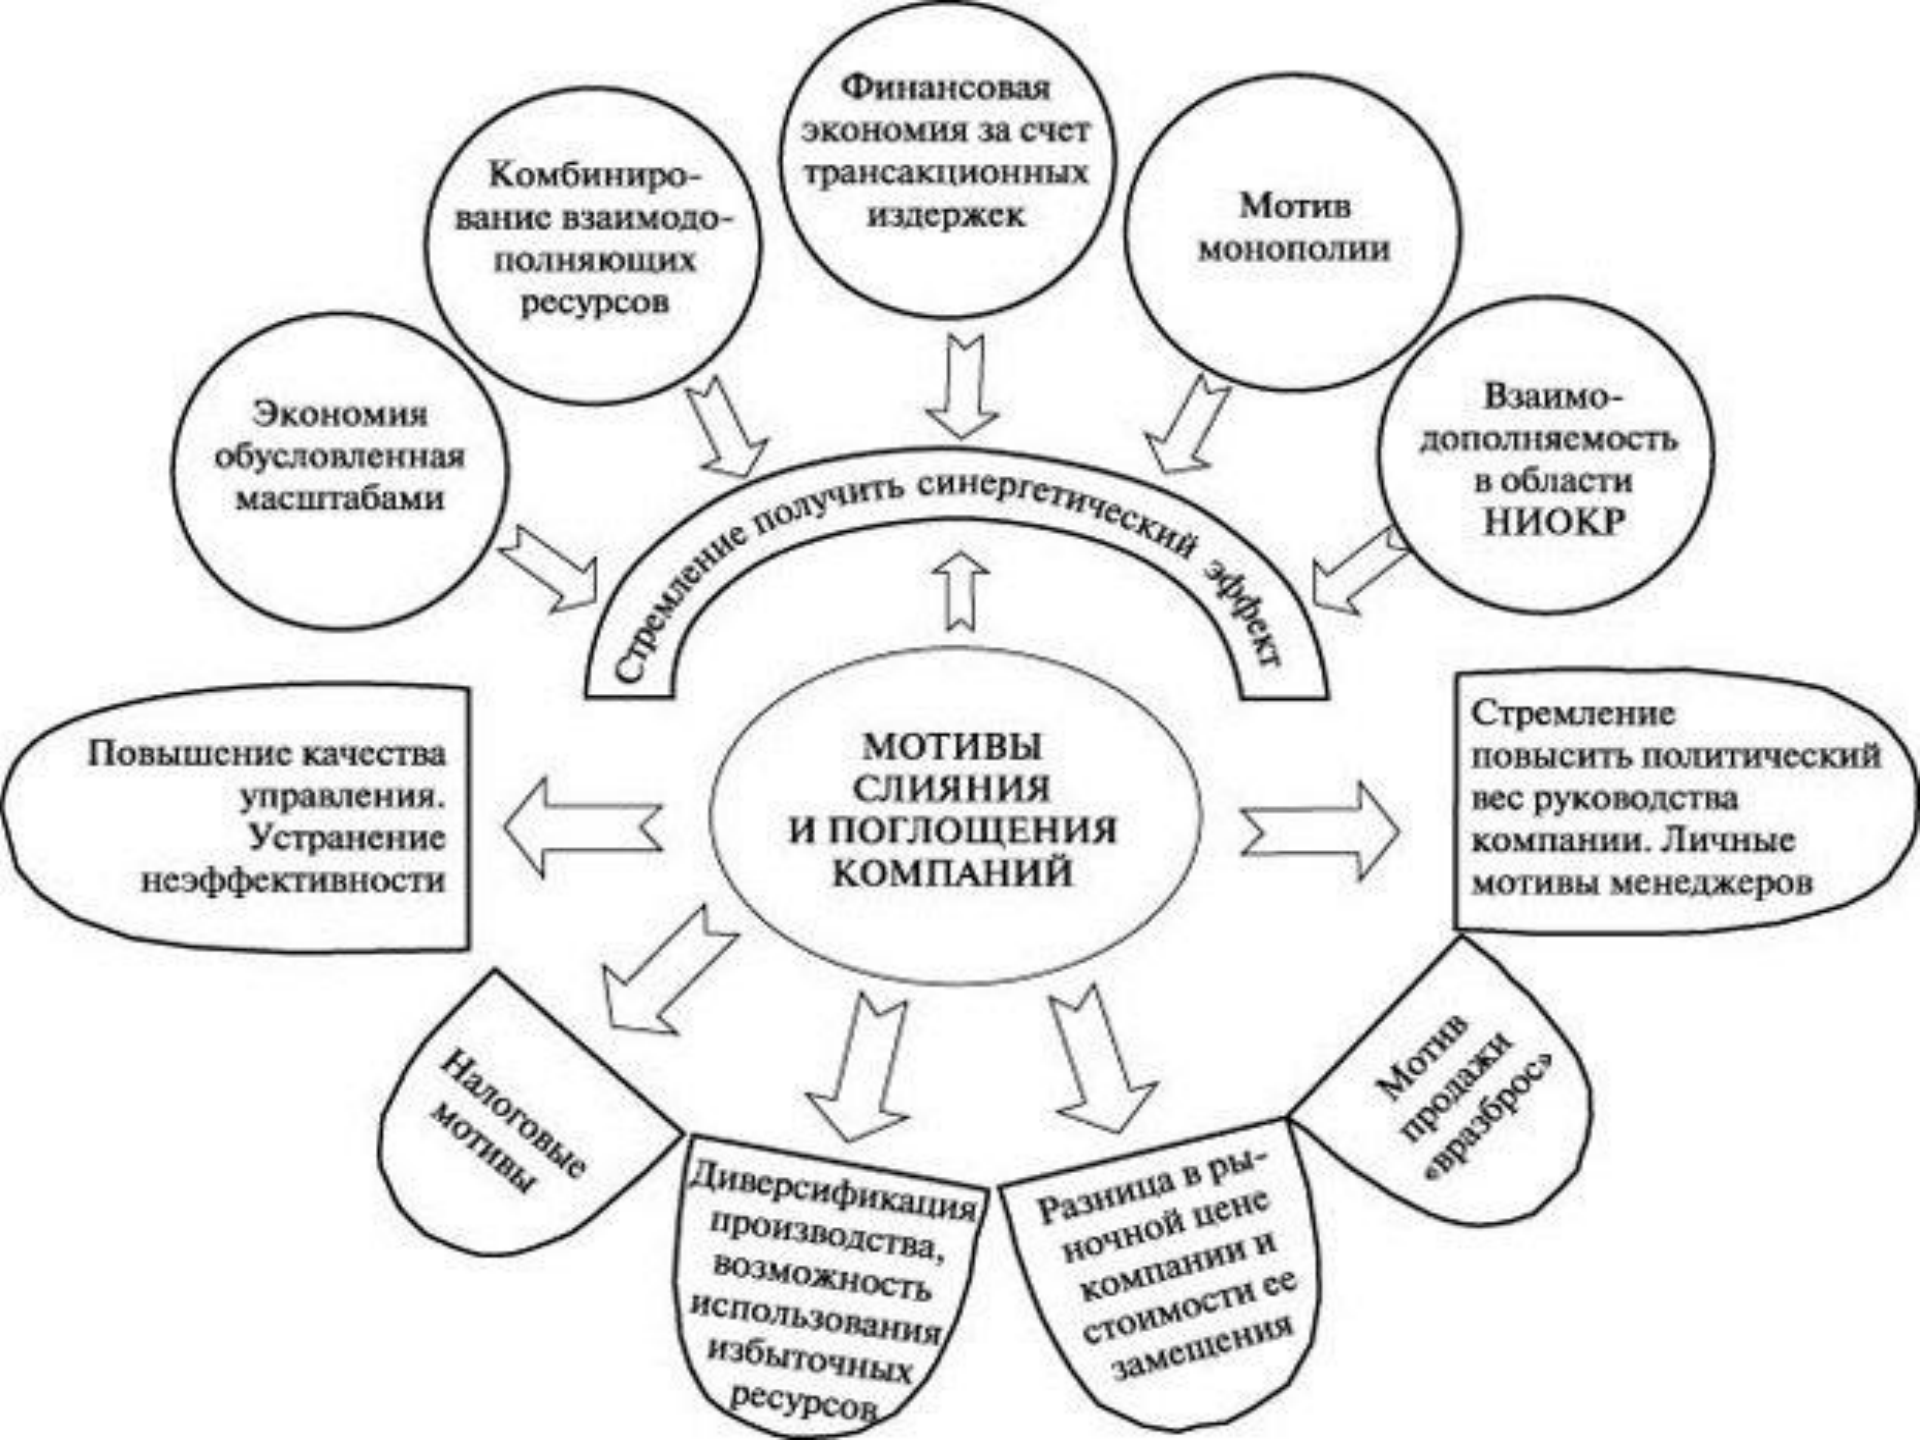 Финансовая
экономия за счет
трансакционных
издержек
Комбиниро-
вание взаимодо-
полняющих
ресурсов
Мотив
монополии
Экономия
обусловленная
масштабами
Взаимо-
дополняемость
в области
НИОКР
Стремление получить синергетический эффект
МОТИВЫ
СЛИЯНИЯ
И ПОГЛОЩЕНИЯ
КОМПАНИЙ
Повышение качества
управления.
Устранение
неэффективности
Стремление
повысить политический
вес руководства
компании. Личные
мотивы менеджеров
Налоговые
мотивы
Диверсификация
производства,
возможность
использования
избыточных
ресурсов
Разница в ры-
ночной цене
компании и
стоимости ее
замещения
Мотив
продажи
«вразброс»